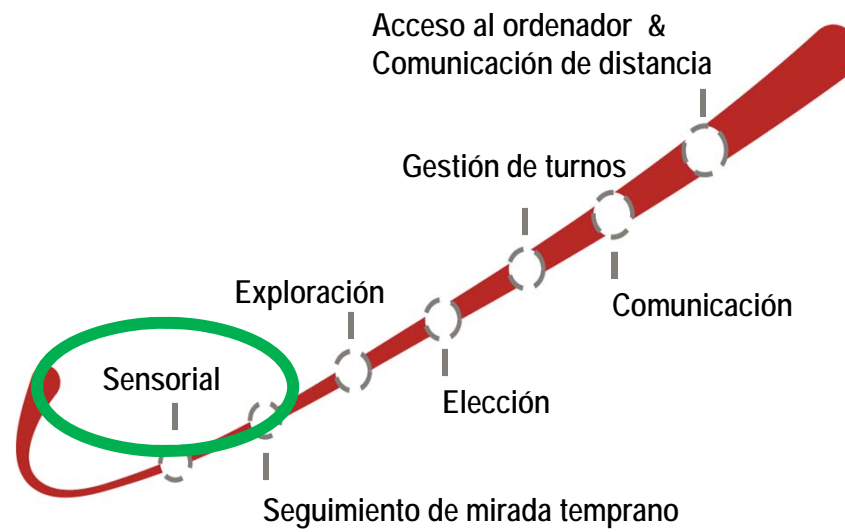 Acceso al ordenador &
Comunicación de distancia
Gestión de turnos
Exploración
Comunicación
Sensorial
Elección
Seguimiento de mirada temprano